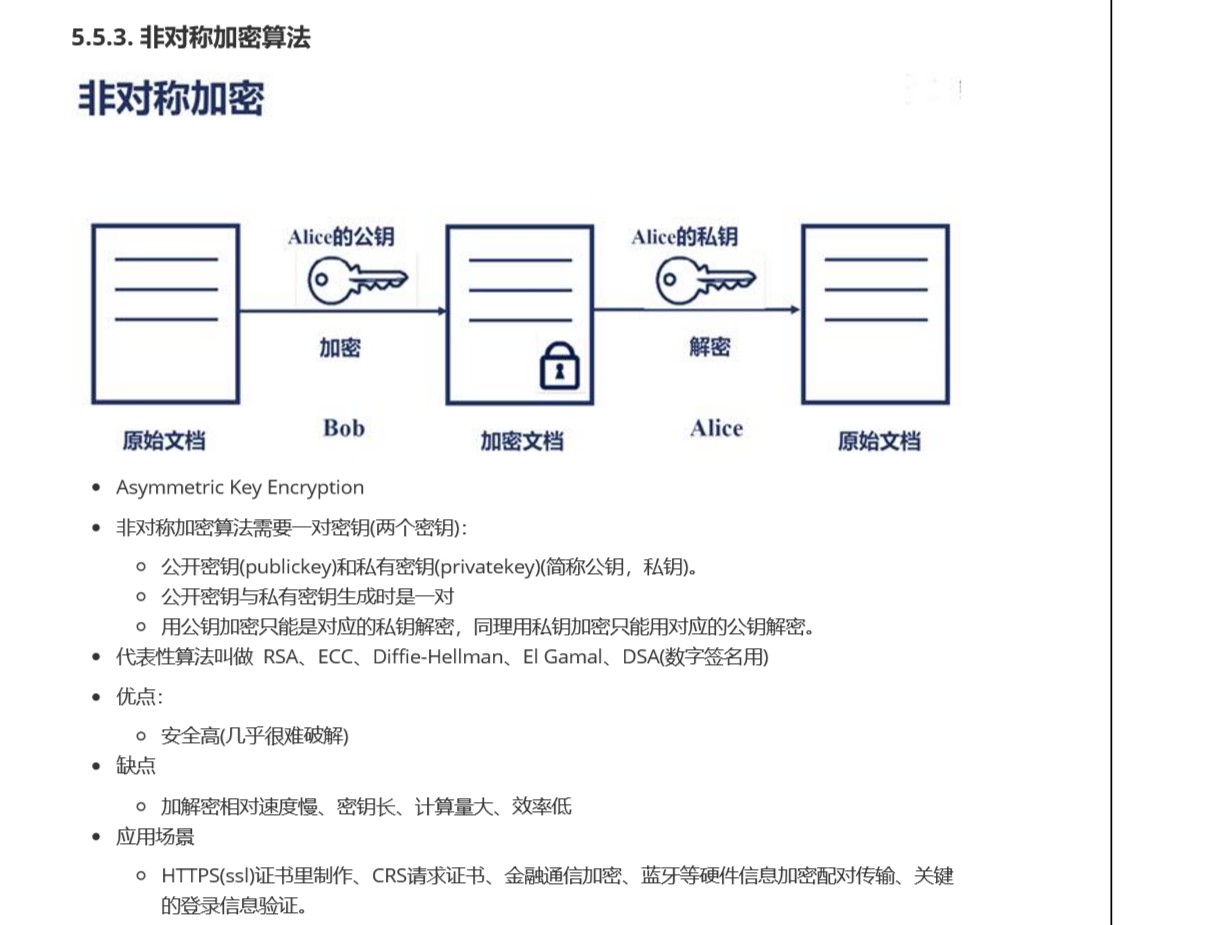 5.5.3. 非对称加密算法
非对称加密
Alice的公钥
Alice的私钥
加密
解密
Bob
Alice
原始文档
加密文档
原始文档
Asymmetric Key Encryption
非对称加密算法需要一对密钥(两个密钥)：
公开密钥(publickey)和私有密钥(privatekey)(简称公钥，私钥)。
公开密钥与私有密钥生成时是一对
用公钥加密只能是对应的私钥解密，同理用私钥加密只能用对应的公钥解密。
代表性算法叫做 RSA、ECC、Diffie-Hellman、El Gamal、DSA(数字签名用)
优点：
安全高(几乎很难破解)
缺点
加解密相对速度慢、密钥长、计算量大、效率低
应用场景
HTTPS(ssl)证书里制作、CRS请求证书、金融通信加密、蓝牙等硬件信息加密配对传输、关键
的登录信息验证。